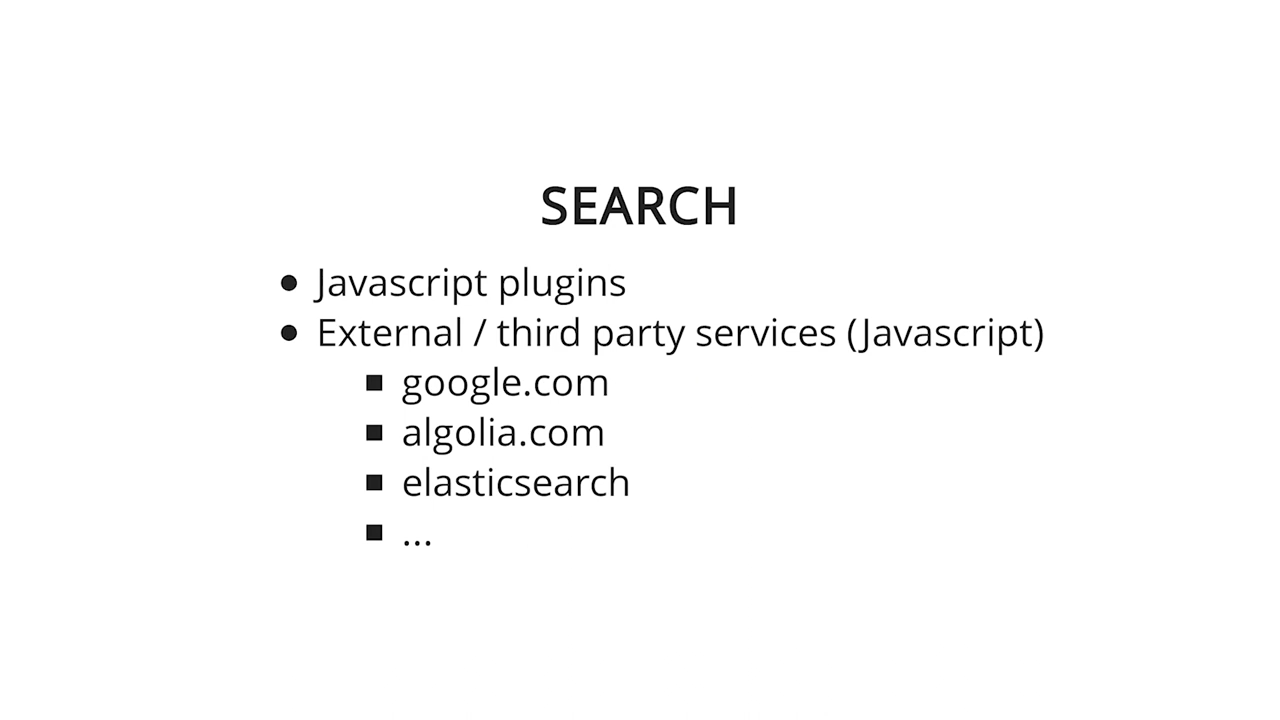 SEARCH
Javascript plugins
External / third party services (Javascript)
google.com
algolia.com
elasticsearch
...